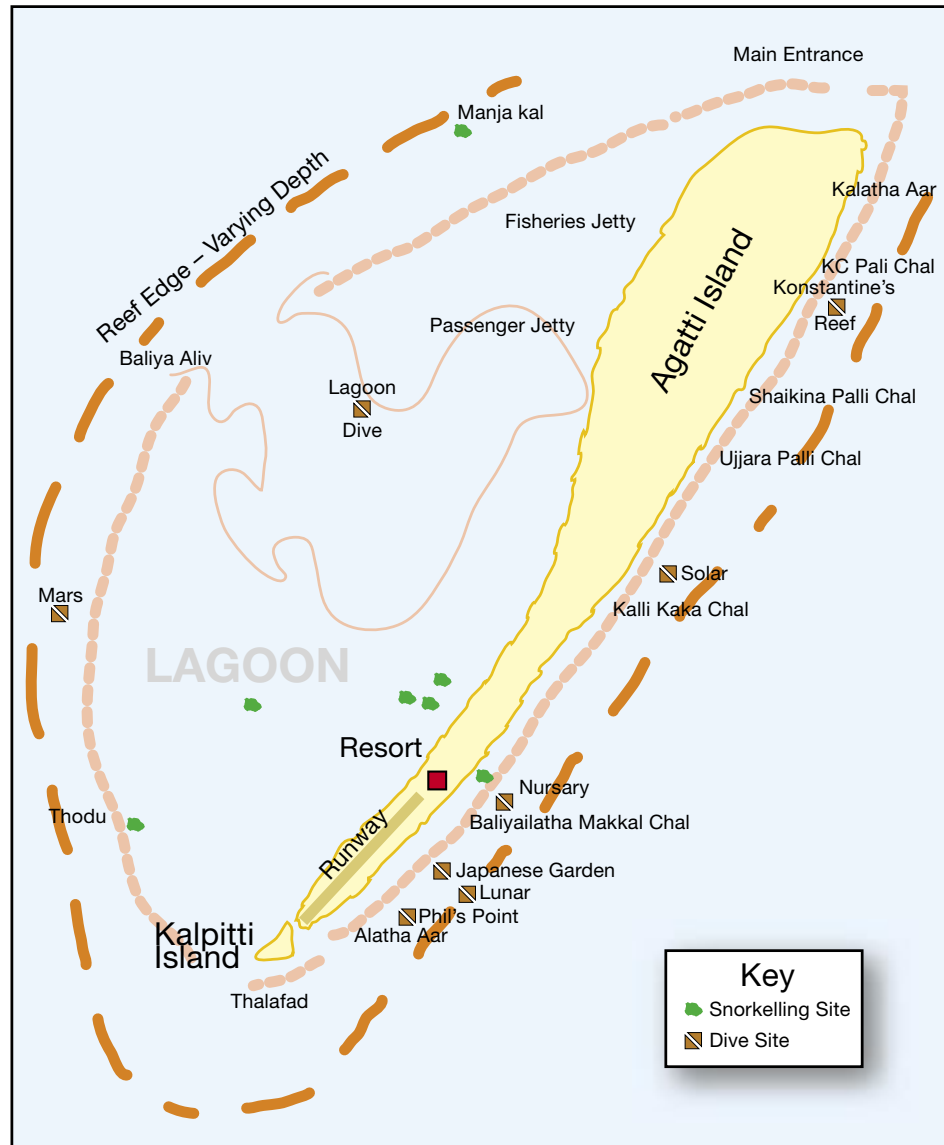 Main Entrance
Manja kal
Reef Edge – Varying Depth
Kalatha Aar
Fisheries Jetty
Agatti Island
KC Pali Chal
Konstantine's
Reef
Passenger Jetty
Baliya Aliv
Lagoon
Dive
Shaikina Palli Chal
Ujjara Palli Chal
Solar
Mars
Kalli Kaka Chal
LAGOON
Resort
Nursary
Thodu
Baliyailatha Makkal Chal
Runway
Japanese Garden
Lunar
Phil's Point
Alatha Aar
Kalpitti
Island
Thalafad
Key
Snorkelling Site
Dive Site